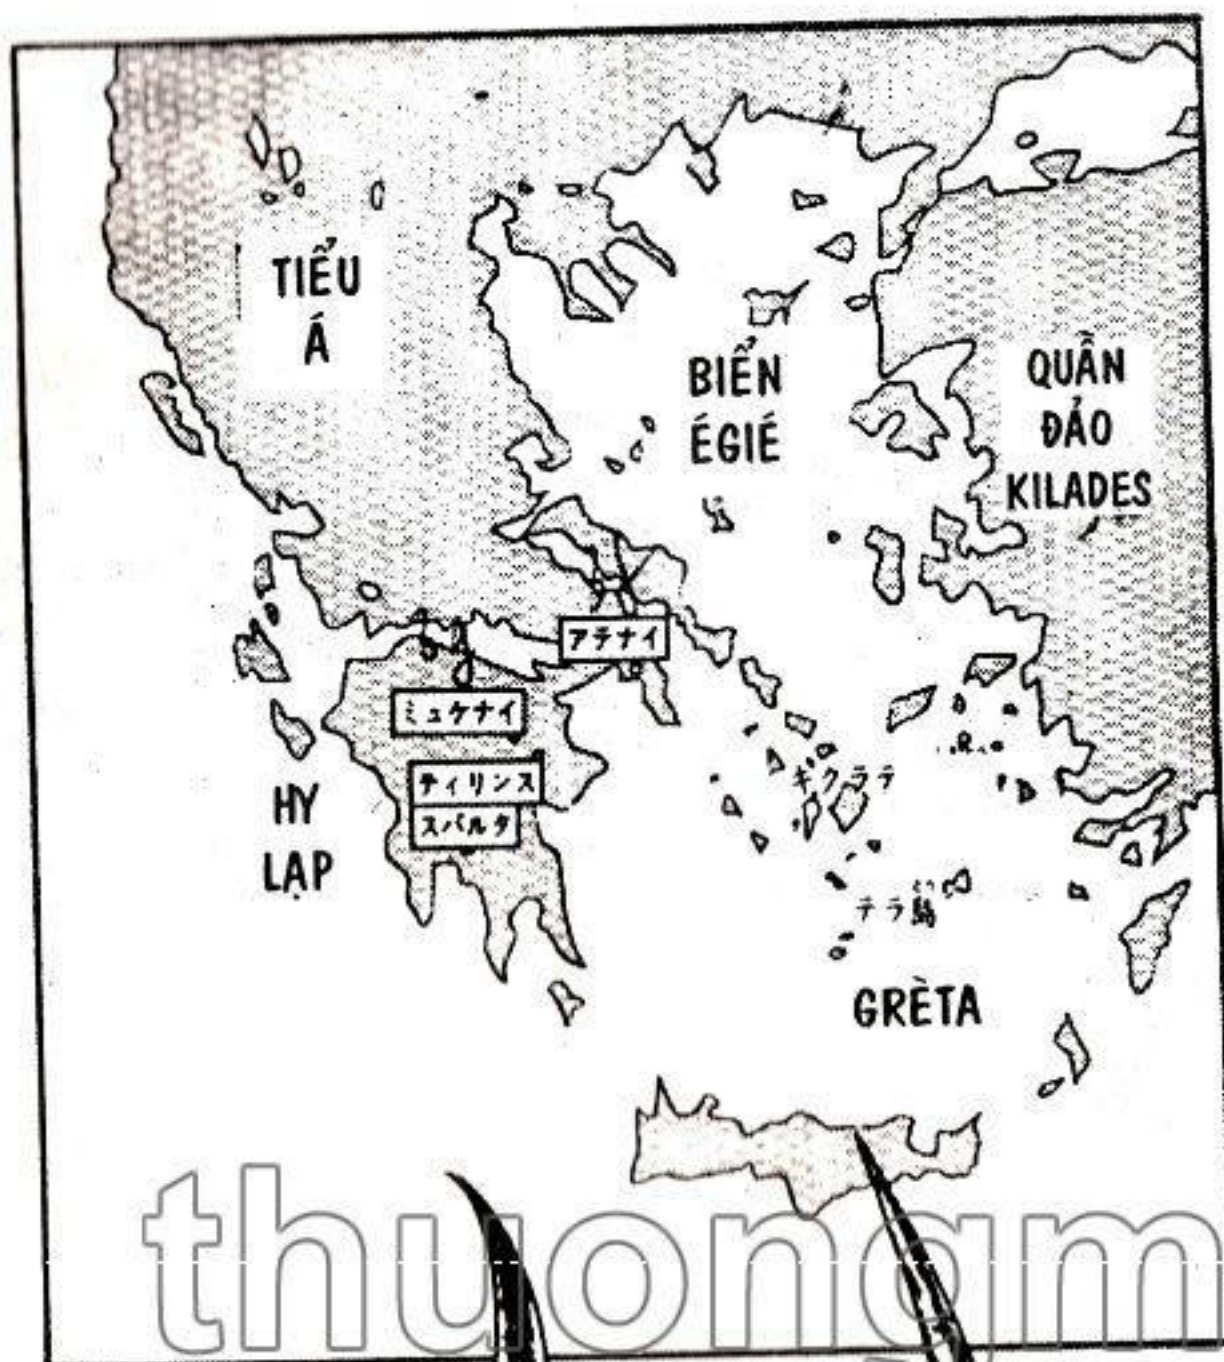 TIỂU
Á
BIỂN
ÉGIÉ
QUẦN
ĐẢO
KILADES
アテナイ
ミュケナイ
ティリンス
スパルタ
HY
LẠP
キクラデ
テラ島
GRÈTA
thuongm